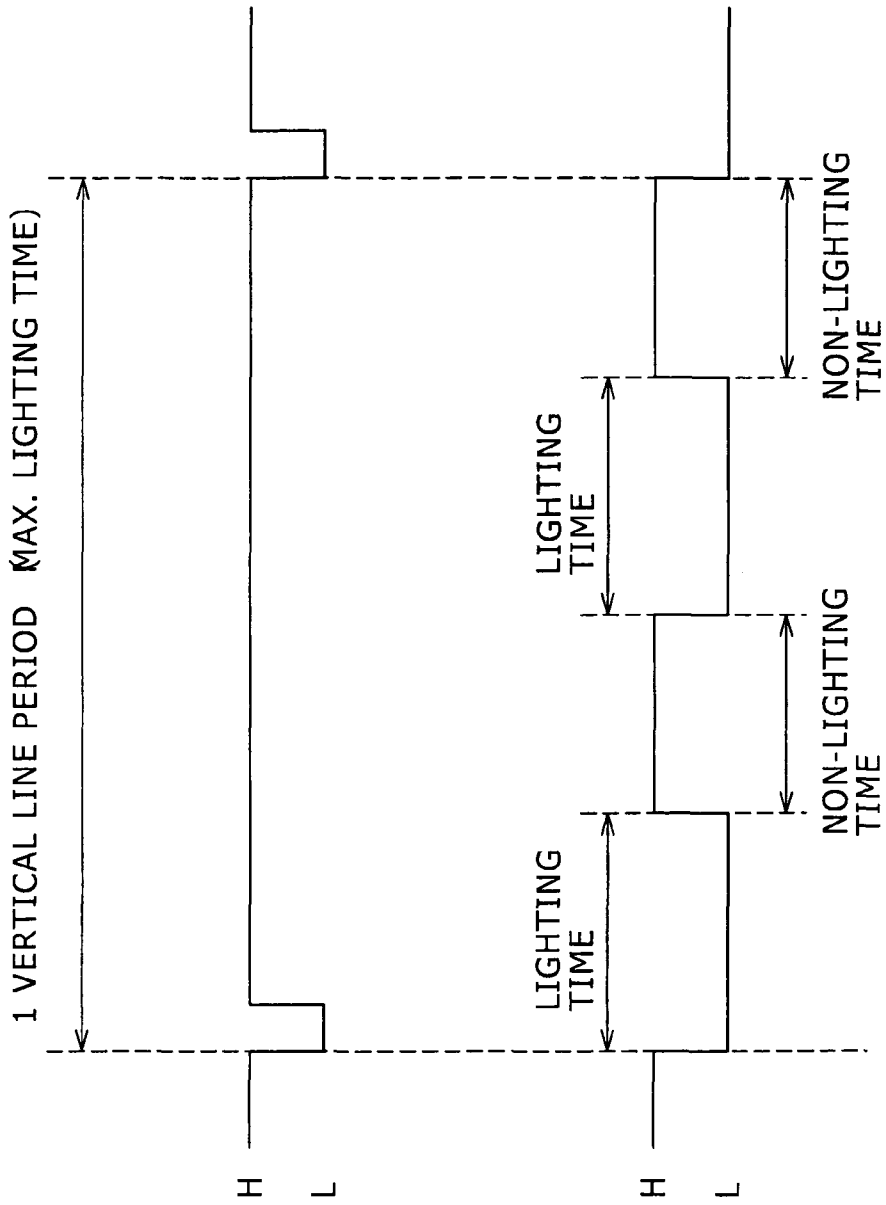 1 VERTICAL LINE PERIOD (MAX. LIGHTING TIME)
H
L
LIGHTING
TIME
LIGHTING
TIME
H
L
NON-LIGHTING
TIME
NON-LIGHTING
TIME